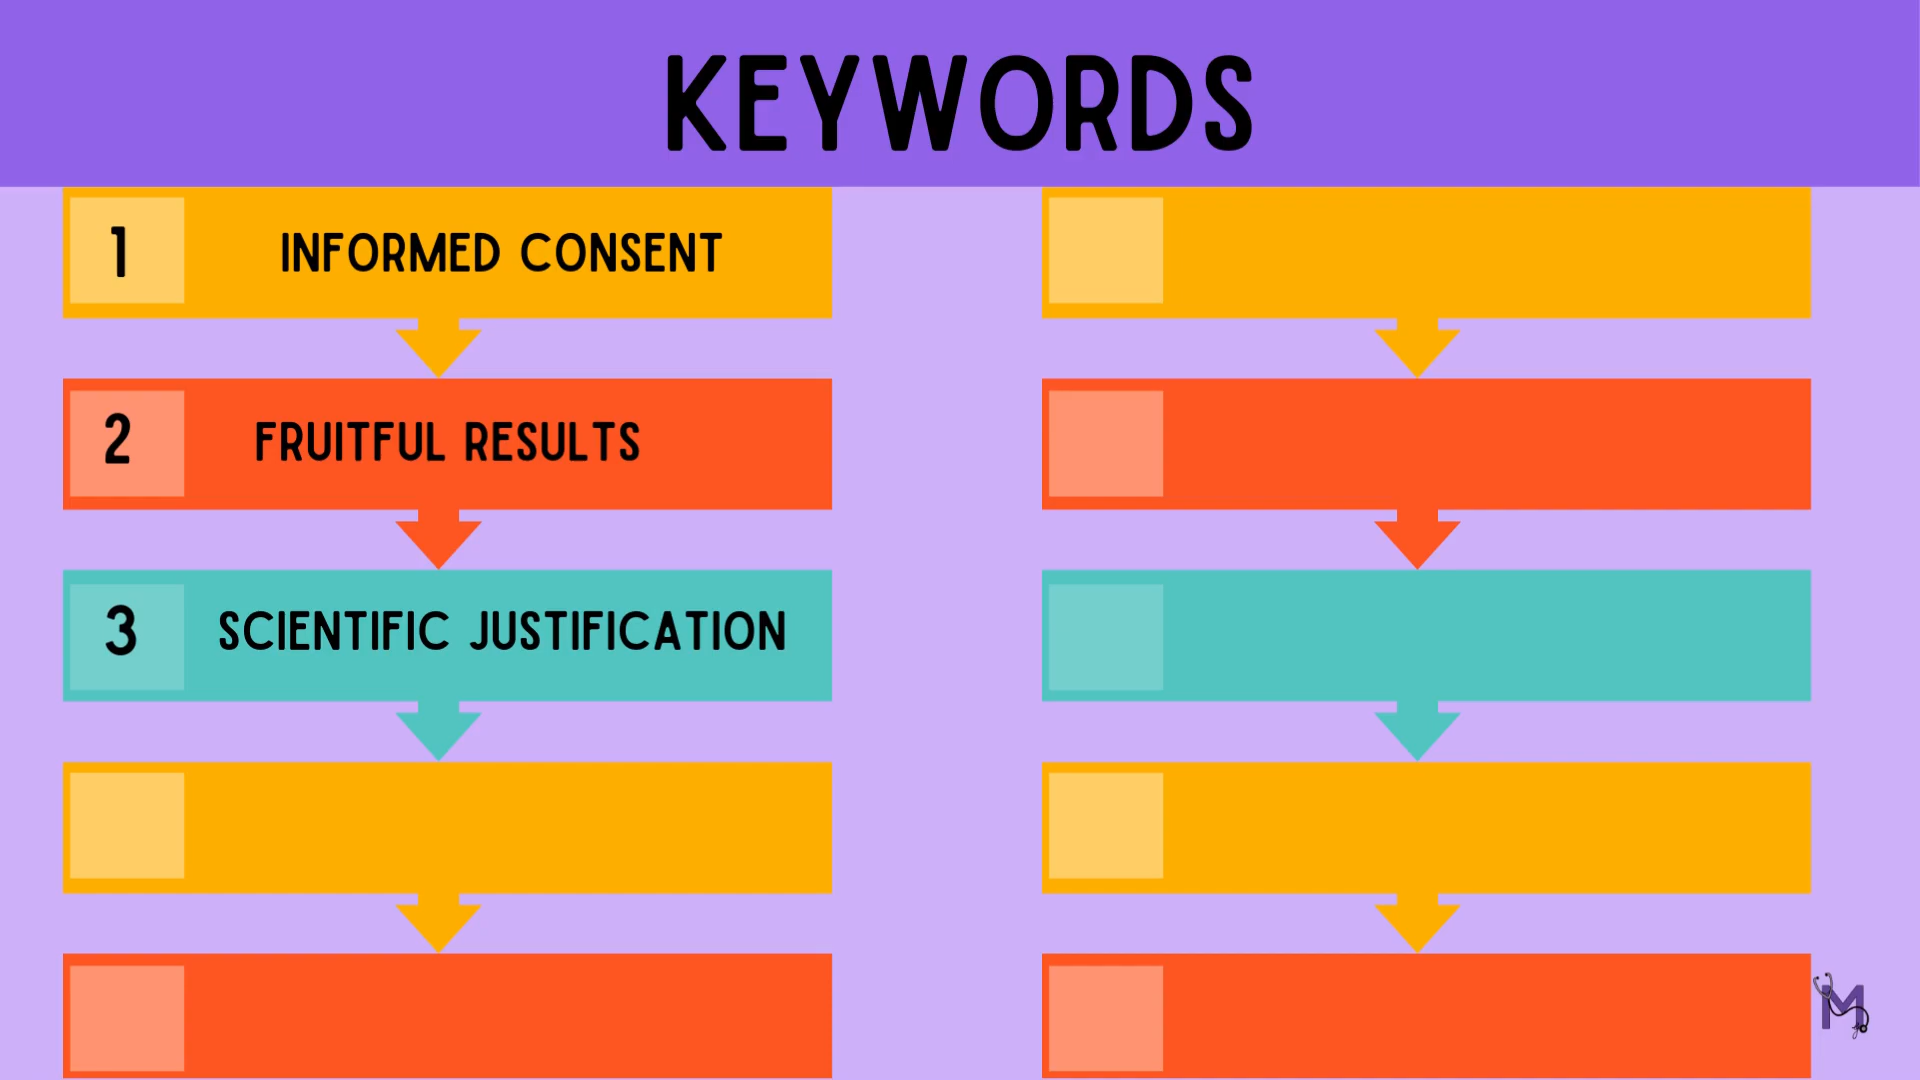 KEYWORDS
1 INFORMED CONSENT
2 FRUITFUL RESULTS
3 SCIENTIFIC JUSTIFICATION
M